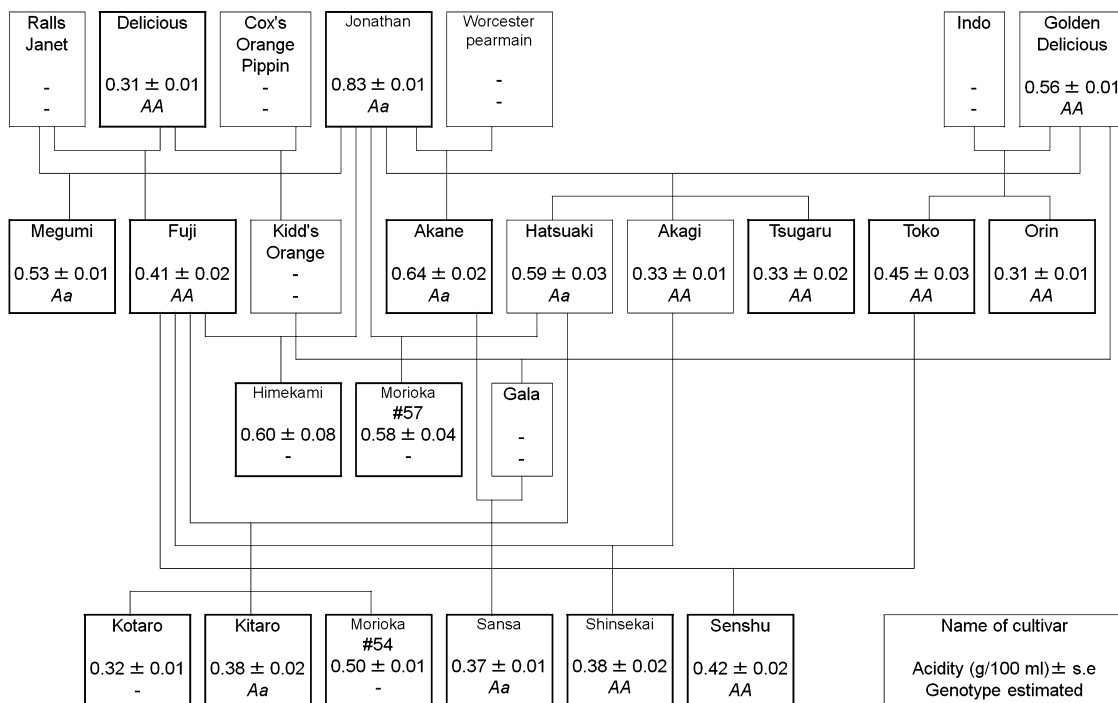 Ralls
Janet
-
-
Delicious
0.31 ± 0.01
AA
Cox's
Orange
Pippin
-
-
Jonathan
0.83 ± 0.01
Aa
Worcester
pearmain
-
-
Indo
-
-
Golden
Delicious
0.56 ± 0.01
AA
Megumi
0.53 ± 0.01
Aa
Fuji
0.41 ± 0.02
AA
Kidd's
Orange
-
-
Akane
0.64 ± 0.02
Aa
Hatsuaki
0.59 ± 0.03
Aa
Akagi
0.33 ± 0.01
AA
Tsugaru
0.33 ± 0.02
AA
Toko
0.45 ± 0.03
AA
Orin
0.31 ± 0.01
AA
Himekami
0.60 ± 0.08
-
Morioka
#57
0.58 ± 0.04
-
Gala
-
-
Kotaro
0.32 ± 0.01
-
Kitaro
0.38 ± 0.02
Aa
Morioka
#54
0.50 ± 0.01
-
Sansa
0.37 ± 0.01
Aa
Shinsekai
0.38 ± 0.02
AA
Senshu
0.42 ± 0.02
AA
Name of cultivar
Acidity (g/100 ml)± s.e
Genotype estimated